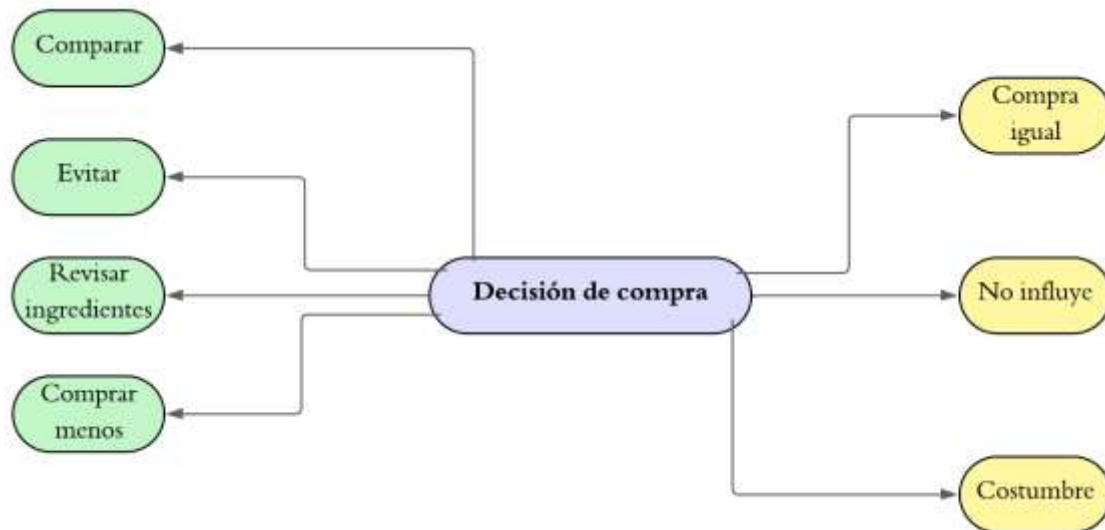 Comparar
Evitar
Revisar
ingredientes
Comprar
menos
Decisión de compra
Compra
igual
No influye
Costumbre